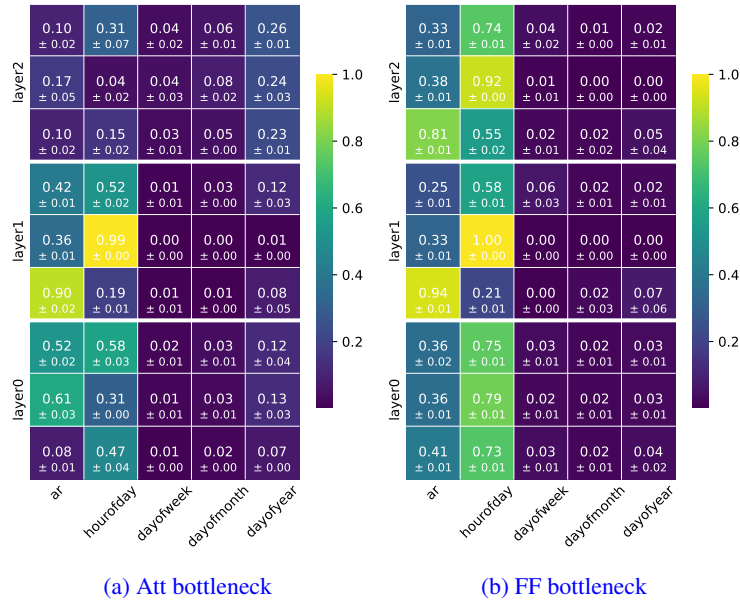 0.10 0.31 0.04 0.06 0.26
± 0.02 ± 0.07 ± 0.02 ± 0.01 ± 0.01
0.17 0.04 0.04 0.08 0.24
± 0.05 ± 0.02 ± 0.03 ± 0.04 ± 0.03
0.10 0.15 0.03 0.05 0.23
± 0.02 ± 0.02 ± 0.01 ± 0.00 ± 0.01
layer2
0.42 0.52 0.01 0.03 0.12
± 0.01 ± 0.02 ± 0.01 ± 0.00 ± 0.03
0.36 0.99 0.00 0.00 0.01
± 0.01 ± 0.00 ± 0.00 ± 0.00 ± 0.00
0.90 0.19 0.01 0.01 0.08
± 0.02 ± 0.01 ± 0.01 ± 0.00 ± 0.05
layer1
0.52 0.58 0.02 0.03 0.12
± 0.02 ± 0.03 ± 0.01 ± 0.01 ± 0.04
0.61 0.31 0.01 0.03 0.13
± 0.03 ± 0.00 ± 0.01 ± 0.01 ± 0.03
0.08 0.47 0.01 0.02 0.07
± 0.01 ± 0.04 ± 0.00 ± 0.00 ± 0.00
layer0
ar hourofday dayofweek dayofmonth dayofyear
1.0
0.8
0.6
0.4
0.2
(a) Att bottleneck
0.33 0.74 0.04 0.01 0.02
± 0.01 ± 0.01 ± 0.02 ± 0.00 ± 0.01
0.38 0.92 0.01 0.00 0.00
± 0.01 ± 0.00 ± 0.00 ± 0.00 ± 0.00
0.81 0.55 0.02 0.02 0.05
± 0.01 ± 0.02 ± 0.01 ± 0.01 ± 0.04
layer2
0.25 0.58 0.06 0.02 0.02
± 0.01 ± 0.01 ± 0.03 ± 0.01 ± 0.01
0.33 1.00 0.00 0.00 0.00
± 0.01 ± 0.00 ± 0.00 ± 0.00 ± 0.00
0.94 0.21 0.00 0.02 0.07
± 0.01 ± 0.01 ± 0.00 ± 0.03 ± 0.06
layer1
0.36 0.75 0.02 0.02 0.03
± 0.02 ± 0.01 ± 0.01 ± 0.01 ± 0.01
0.36 0.79 0.02 0.02 0.03
± 0.01 ± 0.01 ± 0.01 ± 0.01 ± 0.01
0.41 0.73 0.03 0.02 0.04
± 0.01 ± 0.01 ± 0.01 ± 0.01 ± 0.02
layer0
ar hourofday dayofweek dayofmonth dayofyear
1.0
0.8
0.6
0.4
0.2
(b) FF bottleneck